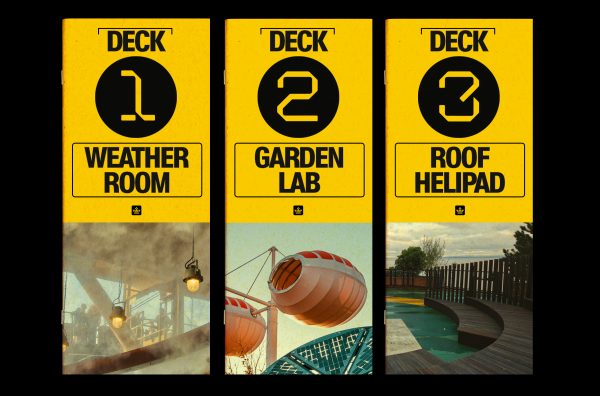 DECK
1
WEATHER
ROOM
DECK
2
GARDEN
LAB
DECK
3
ROOF
HELIPAD